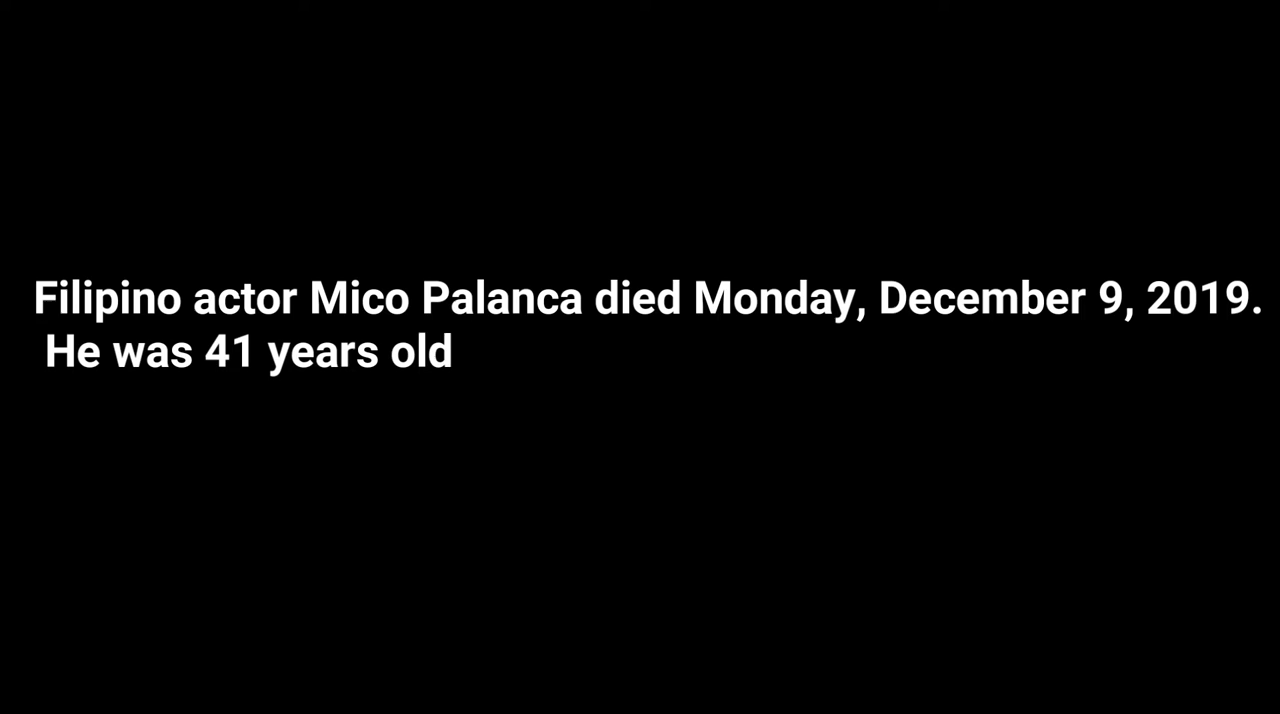 Filipino actor Mico Palanca died Monday, December 9, 2019.
He was 41 years old